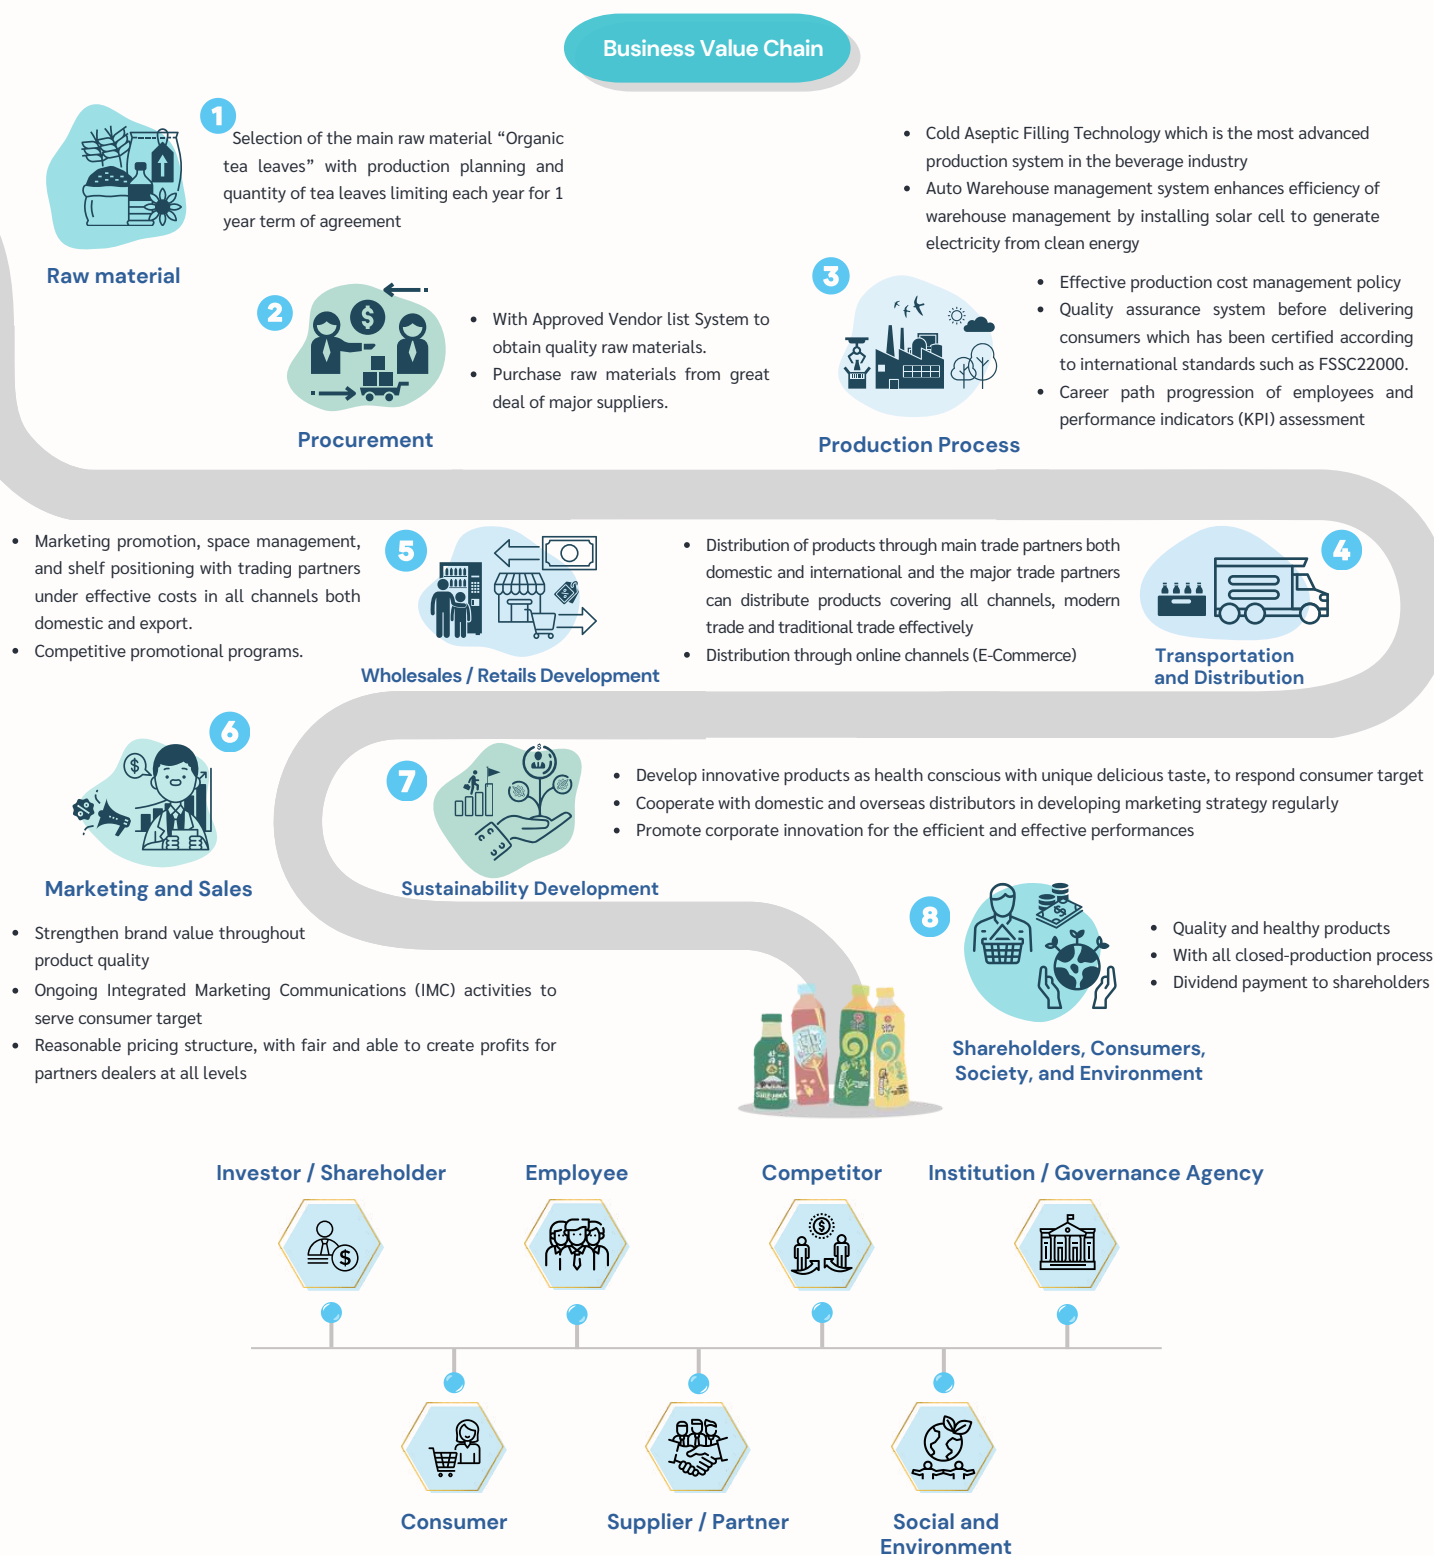 Business Value Chain
1
Selection of the main raw material “Organic
tea leaves” with production planning and
quantity of tea leaves limiting each year for 1
year term of agreement
Raw material
2
• With Approved Vendor list System to
obtain quality raw materials.
• Purchase raw materials from great
deal of major suppliers.
Procurement
• Cold Aseptic Filling Technology which is the most advanced
production system in the beverage industry
• Auto Warehouse management system enhances efficiency of
warehouse management by installing solar cell to generate
electricity from clean energy
3
• Effective production cost management policy
• Quality assurance system before delivering
consumers which has been certified according
to international standards such as FSSC22000.
• Career path progression of employees and
performance indicators (KPI) assessment
Production Process
4
• Distribution of products through main trade partners both
domestic and international and the major trade partners
can distribute products covering all channels, modern
trade and traditional trade effectively
• Distribution through online channels (E-Commerce)
Transportation
and Distribution
5
• Marketing promotion, space management,
and shelf positioning with trading partners
under effective costs in all channels both
domestic and export.
• Competitive promotional programs.
Wholesales / Retails Development
6
Marketing and Sales
• Strengthen brand value throughout
product quality
• Ongoing Integrated Marketing Communications (IMC) activities to
serve consumer target
• Reasonable pricing structure, with fair and able to create profits for
partners dealers at all levels
7
• Develop innovative products as health conscious with unique delicious taste, to respond consumer target
• Cooperate with domestic and overseas distributors in developing marketing strategy regularly
• Promote corporate innovation for the efficient and effective performances
Sustainability Development
8
• Quality and healthy products
• With all closed-production process
• Dividend payment to shareholders
Shareholders, Consumers,
Society, and Environment
Investor / Shareholder
Employee
Competitor
Institution / Governance Agency
Consumer
Supplier / Partner
Social and
Environment